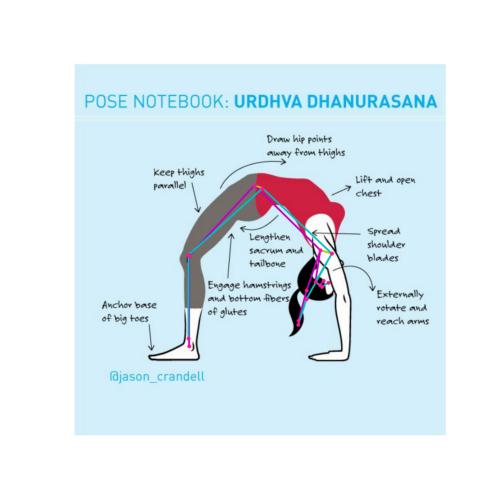 POSE NOTEBOOK: URDHVA DHANURASANA
Draw hip points
away from thighs
Keep thighs
parallel
Lift and open
chest
Lengthen
sacrum and
tailbone
Spread
shoulder
blades
Engage hamstrings
and bottom fibers
of glutes
Externally
rotate and
reach arms
Anchor base
of big toes
@jason_crandell